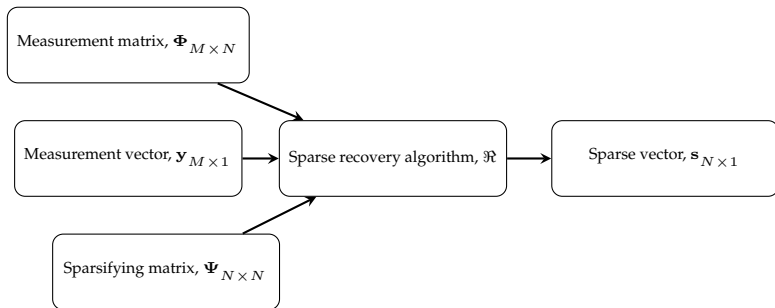 Measurement matrix, Φ_{M×N}
Measurement vector, y_{M×1}
Sparse recovery algorithm, ℜ
Sparse vector, s_{N×1}
Sparsifying matrix, Ψ_{N×N}